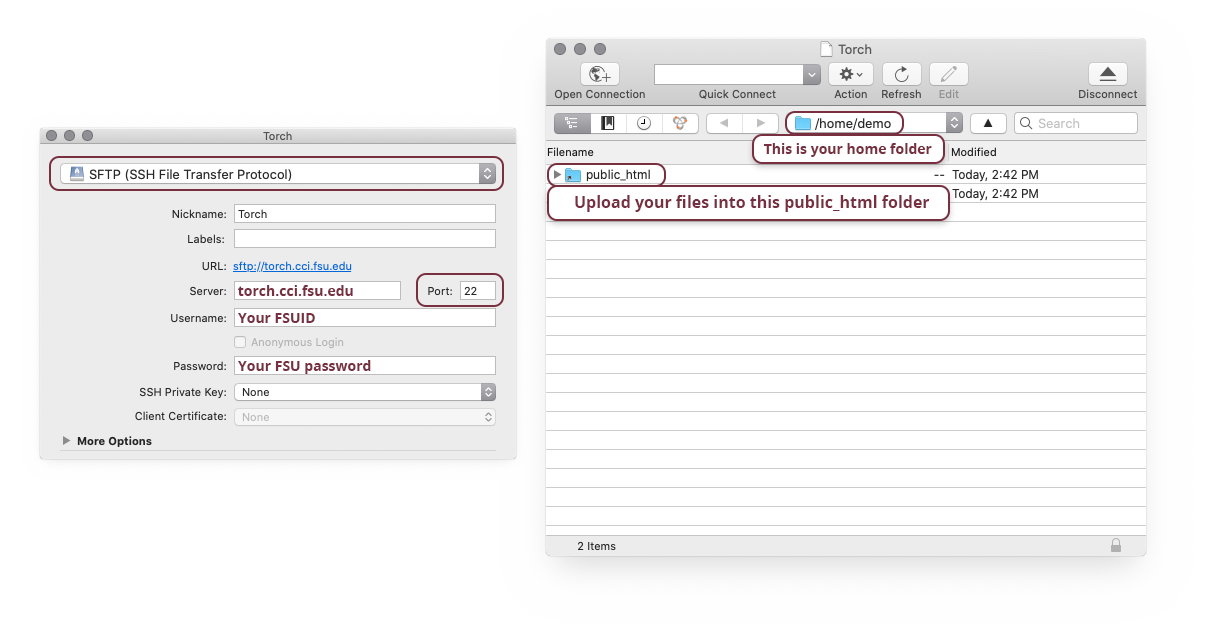 Torch
SFTP (SSH File Transfer Protocol)
Nickname: Torch
Labels:
URL: sftp://torch.cci.fsu.edu
Server: torch.cci.fsu.edu Port: 22
Username: Your FSUID
Anonymous Login
Password: Your FSU password
SSH Private Key: None
Client Certificate: None
More Options
Torch
Open Connection Quick Connect Action Refresh Edit Disconnect
/home/demo Search
This is your home folder
Filename Modified
public_html -- Today, 2:42 PM
Today, 2:42 PM
Upload your files into this public_html folder
2 Items